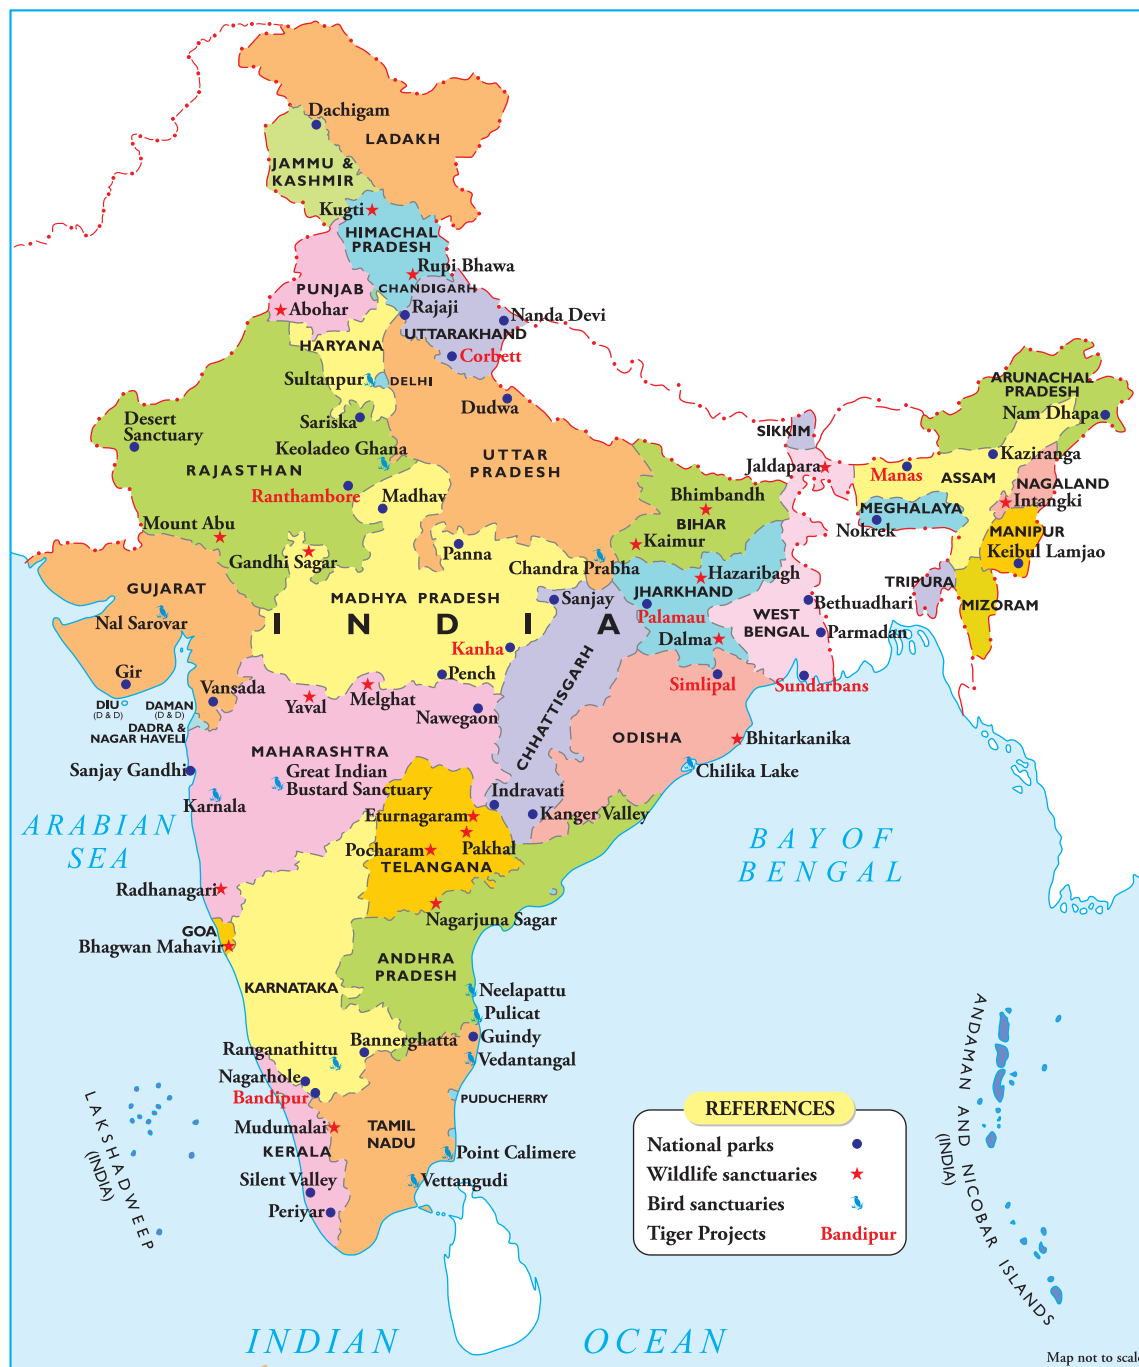 Dachigam
LADAKH
JAMMU &
KASHMIR
Kugti
HIMACHAL
PRADESH
Rupi Bhawa
PUNJAB
CHANDIGARH
Abohar
Rajaji
Nanda Devi
UTTARAKHAND
HARYANA
Corbett
Sultanpur
DELHI
Dudwa
ARUNACHAL
PRADESH
Nam Dhapa
Desert
Sanctuary
Sariska
SIKKIM
Keoladeo Ghana
UTTAR
PRADESH
Kaziranga
RAJASTHAN
Jaldapara
Manas
ASSAM
NAGALAND
Ranthambore
Madhav
Bhimbandh
Intangki
MEGHALAYA
Mount Abu
BIHAR
Nokrek
MANIPUR
Kaimur
Keibul Lamjao
Gandhi Sagar
Panna
Chandra Prabha
Hazaribagh
GUJARAT
TRIPURA
MIZORAM
MADHYA PRADESH
Sanjay
JHARKHAND
Bethuadhari
Nal Sarovar
INDIA
Palamau
WEST
BENGAL
Parmadan
Kanha
Dalma
Gir
Pench
Simlipal
Sundarbans
Vansada
Yaval
Melghat
DIU
(D & D)
DAMAN
(D & D)
Nawegaon
CHHATTISGARH
DADRA &
NAGAR HAVELI
MAHARASHTRA
ODISHA
Bhitarkanika
Sanjay Gandhi
Great Indian
Bustard Sanctuary
Chilika Lake
Karnala
Indravati
Eturnagaram
Kanger Valley
ARABIAN
SEA
BAY OF
BENGAL
Pakhal
Pocharam
TELANGANA
Radhanagari
Nagarjuna Sagar
GOA
Bhagwan Mahavir
ANDHRA
PRADESH
KARNATAKA
Neelapattu
Pulicat
Guindy
Bannerghatta
Ranganathittu
Vedantangal
Nagarhole
Bandipur
PUDUCHERRY
Mudumalai
TAMIL
NADU
KERALA
Point Calimere
Silent Valley
Vettangudi
Periyar
LAKSHADWEEP
(INDIA)
ANDAMAN AND NICOBAR ISLANDS
(INDIA)
REFERENCES
National parks
Wildlife sanctuaries
Bird sanctuaries
Tiger Projects Bandipur
INDIAN OCEAN
Map not to scale